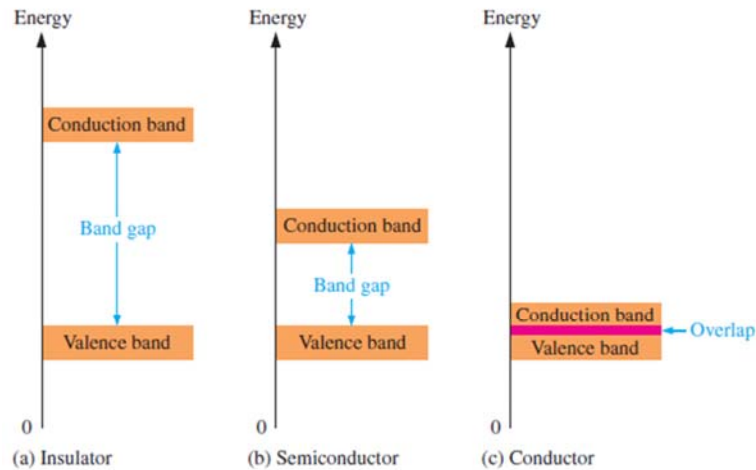 Energy
Conduction band
Band gap
Valence band
0
(a) Insulator
Energy
Conduction band
Band gap
Valence band
0
(b) Semiconductor
Energy
Conduction band
Overlap
Valence band
0
(c) Conductor